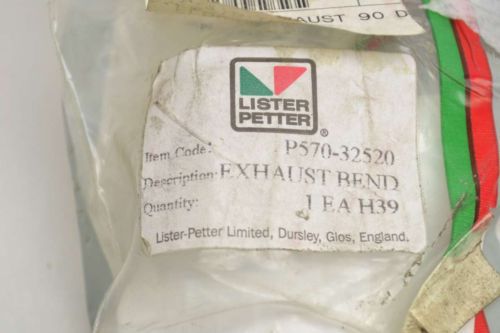 AUST 90 D
LISTER
PETTER
®
Item Code: P570-32520
Description: EXHAUST BEND
Quantity: 1 EA H39
Lister-Petter Limited, Dursley, Glos, England.